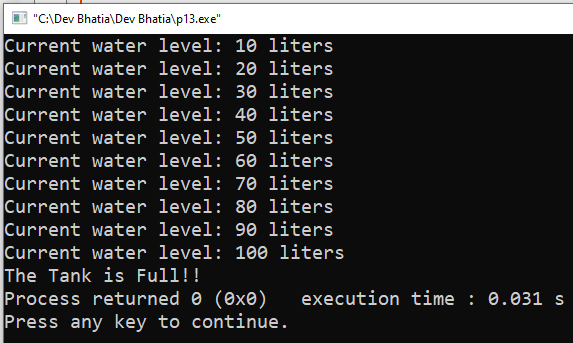 "C:\Dev Bhatia\Dev Bhatia\p13.exe"
Current water level: 10 liters
Current water level: 20 liters
Current water level: 30 liters
Current water level: 40 liters
Current water level: 50 liters
Current water level: 60 liters
Current water level: 70 liters
Current water level: 80 liters
Current water level: 90 liters
Current water level: 100 liters
The Tank is Full!!
Process returned 0 (0x0)   execution time : 0.031 s
Press any key to continue.